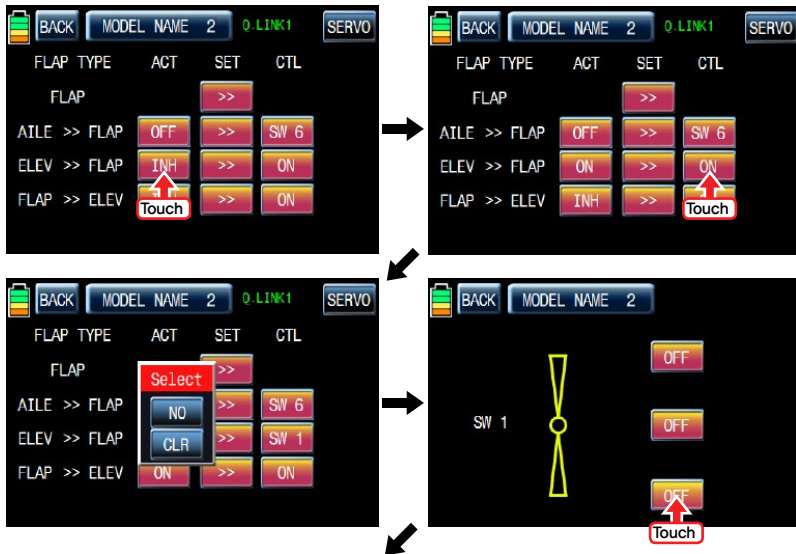 BACK MODEL NAME 2 Q.LINK1 SERVO
FLAP TYPE ACT SET CTL
FLAP >>
AILE >> FLAP OFF >> SW 6
ELEV >> FLAP INH >> ON
FLAP >> ELEV >> ON
Touch
BACK MODEL NAME 2 Q.LINK1 SERVO
FLAP TYPE ACT SET CTL
FLAP >>
AILE >> FLAP OFF >> SW 6
ELEV >> FLAP ON >> ON
FLAP >> ELEV INH >>
Touch
BACK MODEL NAME 2 Q.LINK1 SERVO
FLAP TYPE ACT SET CTL
FLAP >>
Select
AILE >> FLAP NO >> SW 6
ELEV >> FLAP CLR >> SW 1
FLAP >> ELEV ON >> ON
BACK MODEL NAME 2
OFF
SW 1 OFF
OFF
Touch